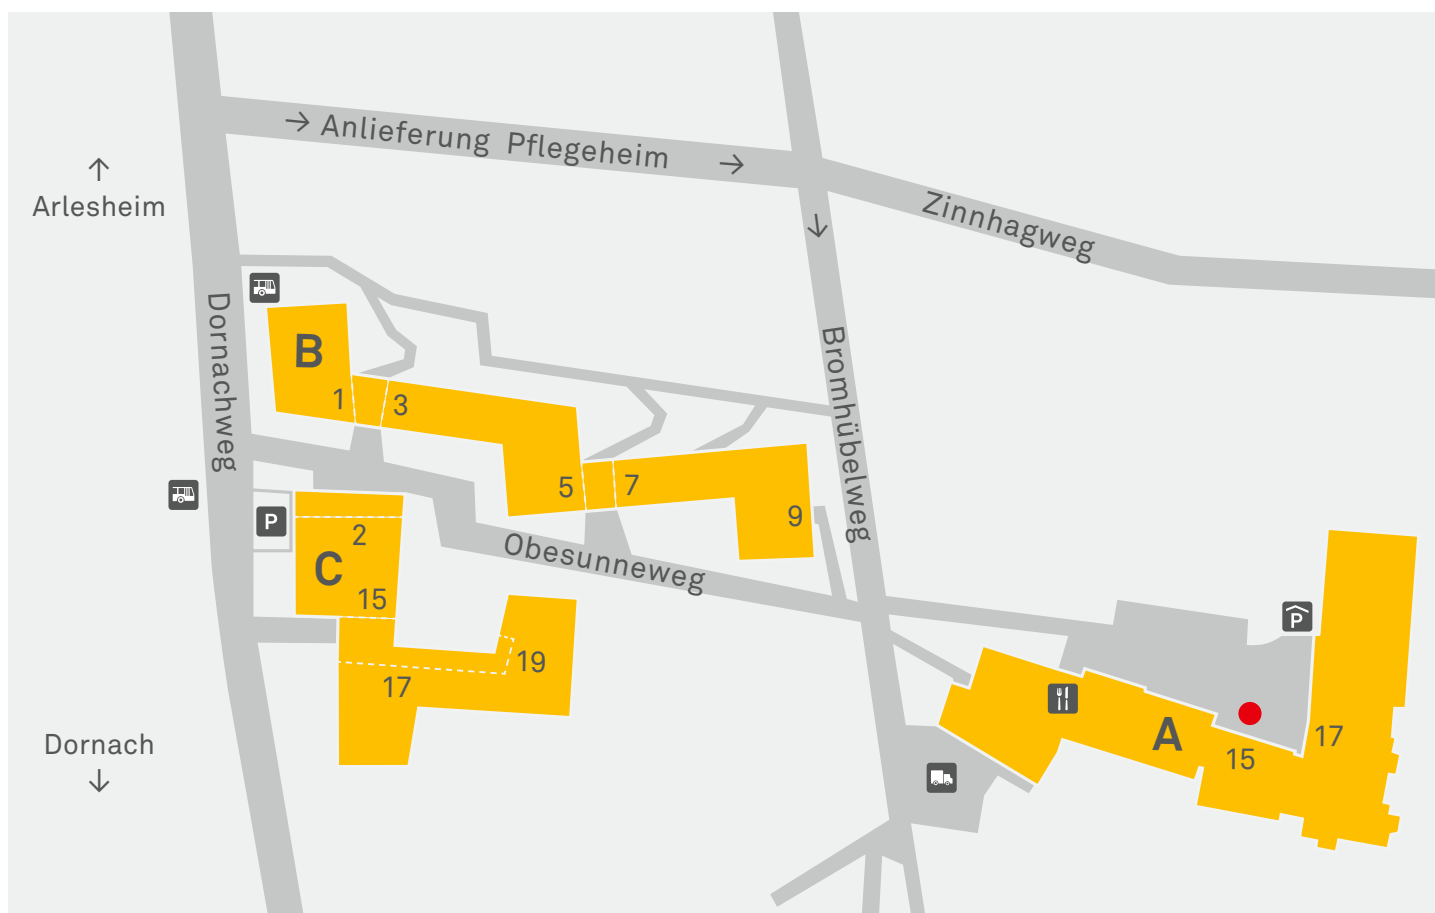 Anlieferung Pflegeheim
Arlesheim
Zinnhagweg
Dornachweg
B
1
3
Bromhübelweg
5
7
9
P
2
C
15
Obesunneweg
19
17
P
Dornach
A
15
17